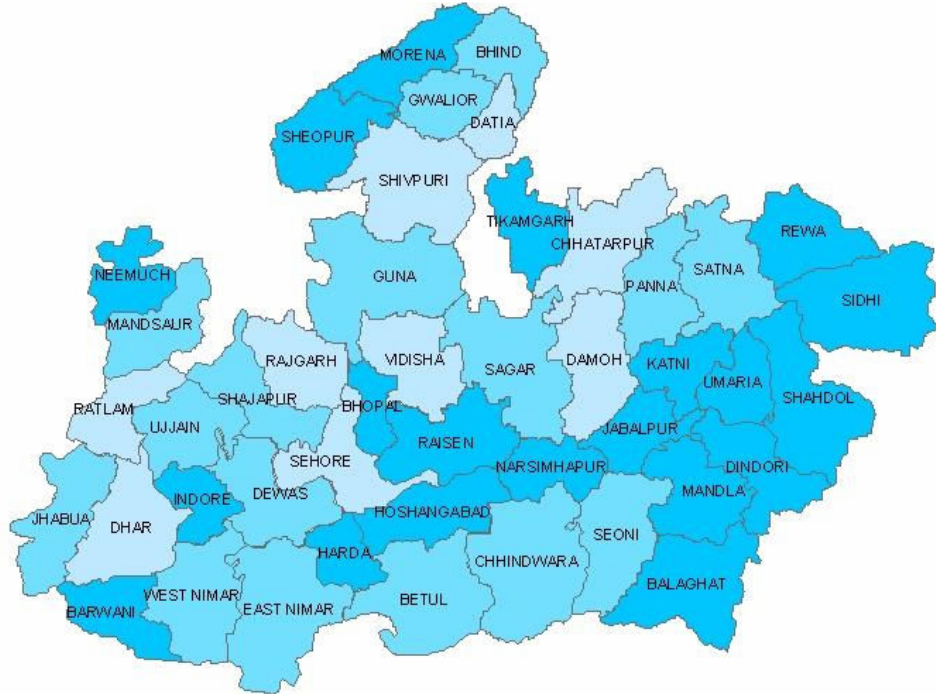 MORENA
BHIND
GWALIOR
DATIA
SHEOPUR
SHIVPURI
TIKAMGARH
CHHATARPUR
REWA
NEEMUCH
GUNA
PANNA
SATNA
SIDHI
MANDSAUR
RAJGARH
VIDISHA
SAGAR
DAMOH
KATNI
UMARIA
SHAHDOL
RATLAM
SHAJAPUR
BHOPAL
UJJAIN
RAISEN
JABALPUR
SEHORE
NARSIMHAPUR
DINDORI
INDORE
DEWAS
MANDLA
JHABUA
DHAR
HOSHANGABAD
SEONI
HARDA
CHHINDWARA
BALAGHAT
BARWANI
WEST NIMAR
EAST NIMAR
BETUL